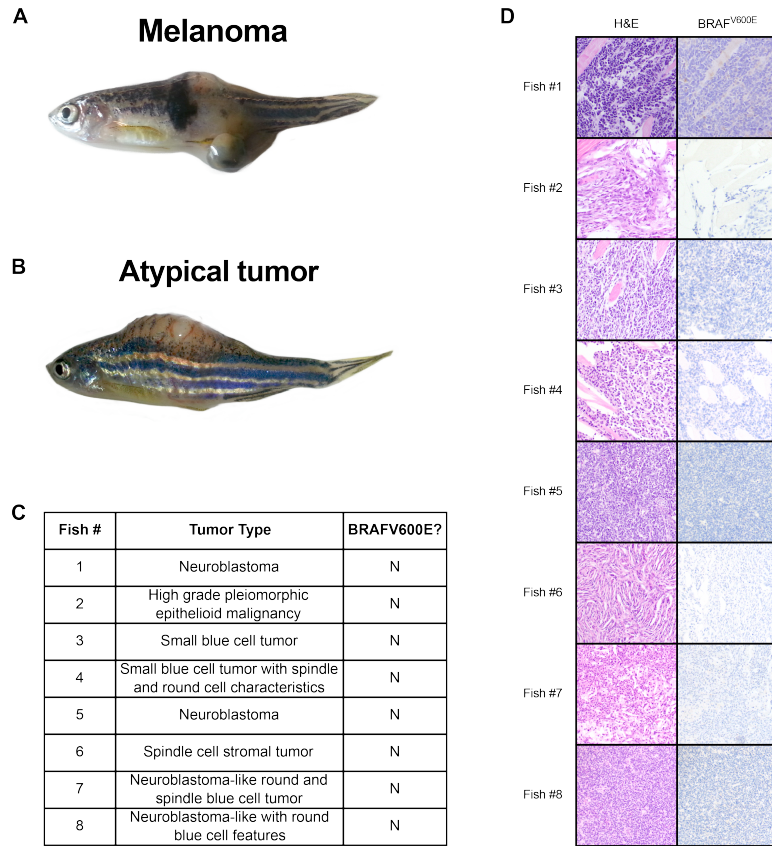 A
Melanoma
B
Atypical tumor
C
Fish # Tumor Type BRAFV600E?
1 Neuroblastoma N
2 High grade pleiomorphic epithelioid malignancy N
3 Small blue cell tumor N
4 Small blue cell tumor with spindle and round cell characteristics N
5 Neuroblastoma N
6 Spindle cell stromal tumor N
7 Neuroblastoma-like round and spindle blue cell tumor N
8 Neuroblastoma-like with round blue cell features N
D
H&E BRAFV600E
Fish #1
Fish #2
Fish #3
Fish #4
Fish #5
Fish #6
Fish #7
Fish #8